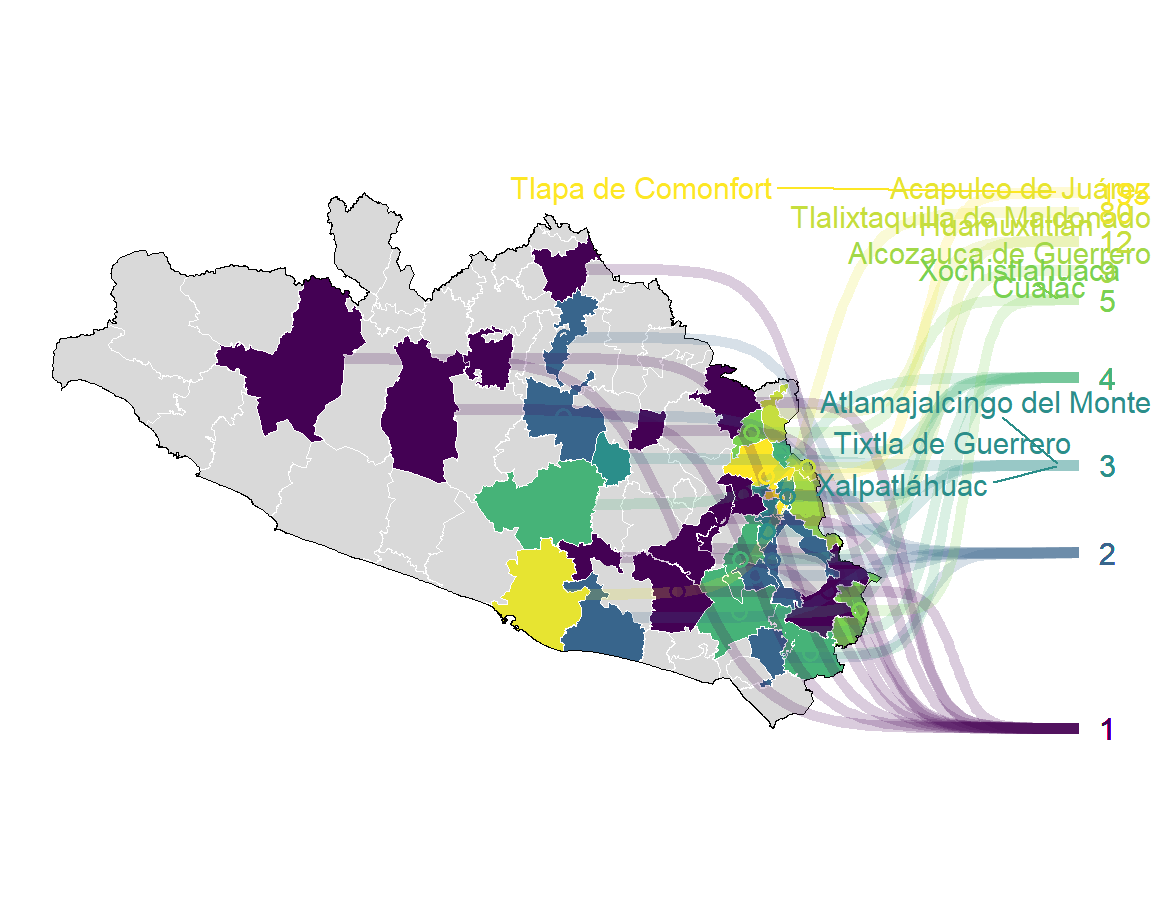 Tlapa de Comonfort
Acapulco de Juárez
Tlalixtaquilla de Maldonado
Huamuxtitlán
12
Alcozauca de Guerrero
Xochistlahuaca
9
Cualác
5
4
Atlamajalcingo del Monte
Tixtla de Guerrero
3
Xalpatláhuac
2
1